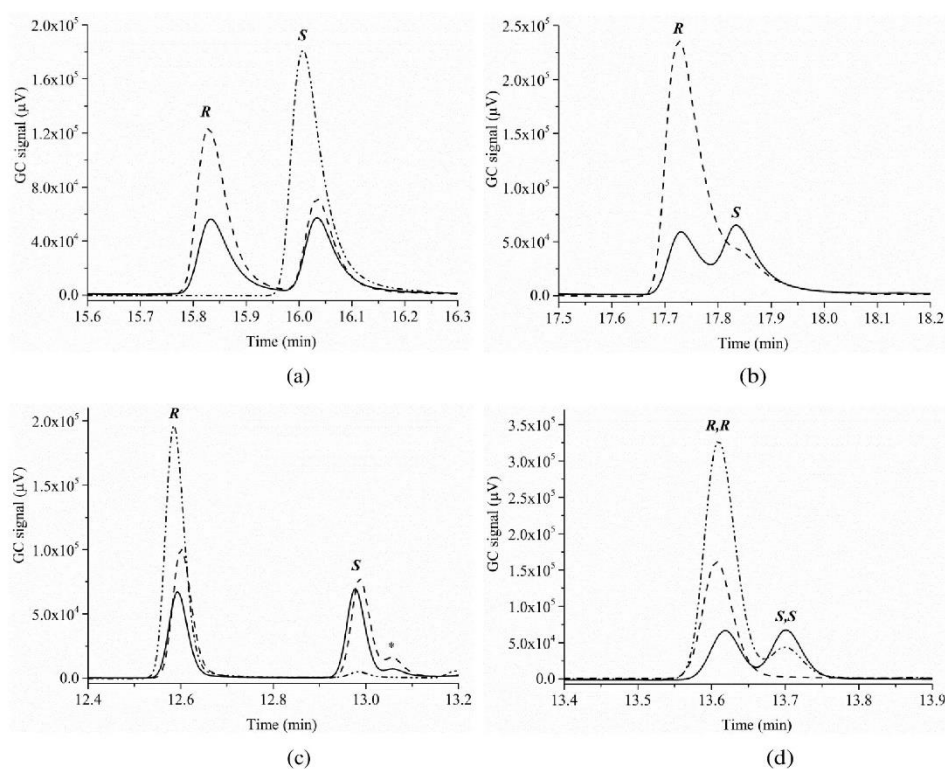 2.0x10⁵
1.6x10⁵
1.2x10⁵
8.0x10⁴
4.0x10⁴
0.0
GC signal (µV)
R
S
15.6 15.7 15.8 15.9 16.0 16.1 16.2 16.3
Time (min)
(a)
2.5x10⁵
2.0x10⁵
1.5x10⁵
1.0x10⁵
5.0x10⁴
0.0
GC signal (µV)
R
S
17.5 17.6 17.7 17.8 17.9 18.0 18.1 18.2
Time (min)
(b)
2.0x10⁵
1.5x10⁵
1.0x10⁵
5.0x10⁴
0.0
GC signal (µV)
R
S
*
12.4 12.6 12.8 13.0 13.2
Time (min)
(c)
3.5x10⁵
3.0x10⁵
2.5x10⁵
2.0x10⁵
1.5x10⁵
1.0x10⁵
5.0x10⁴
0.0
GC signal (µV)
R,R
S,S
13.4 13.5 13.6 13.7 13.8 13.9
Time (min)
(d)